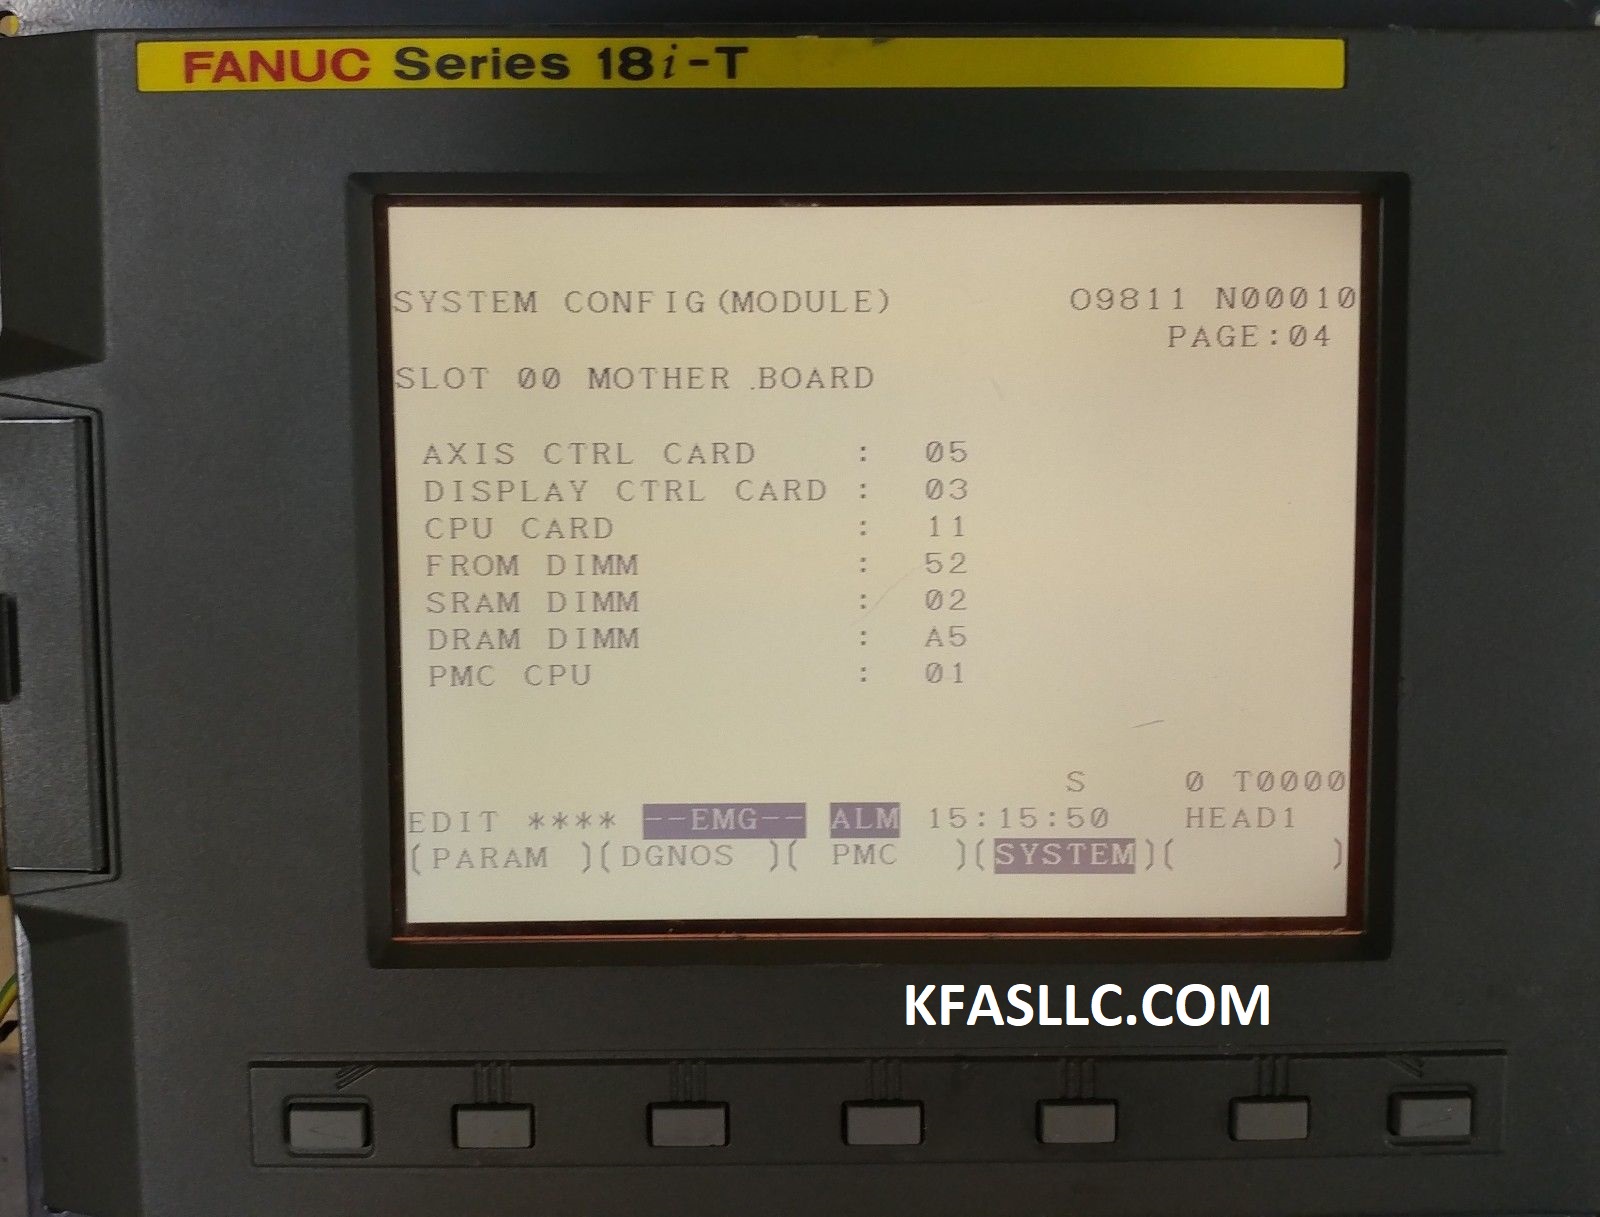 FANUC Series 18i-T
SYSTEM CONFIG(MODULE) O9811 N00010
PAGE:04
SLOT 00 MOTHER BOARD
AXIS CTRL CARD : 05
DISPLAY CTRL CARD : 03
CPU CARD : 11
FROM DIMM : 52
SRAM DIMM : 02
DRAM DIMM : A5
PMC CPU : 01
S 0 T0000
EDIT **** --EMG-- ALM 15:15:50 HEAD1
(PARAM )(DGNOS )( PMC )(SYSTEM)( )
KFASLLC.COM